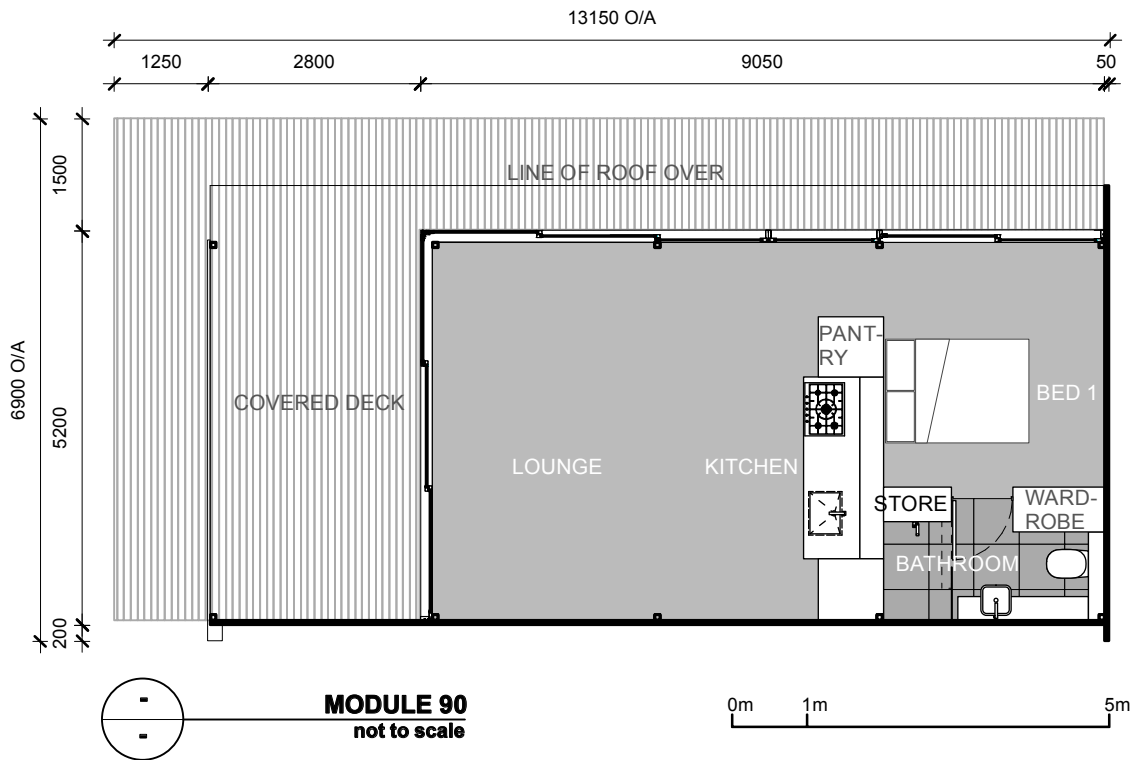 13150 O/A
1250
2800
9050
50
1500
6900 O/A
5200
200
LINE OF ROOF OVER
PANT-
RY
COVERED DECK
BED 1
LOUNGE
KITCHEN
STORE
WARD-
ROBE
BATHROOM
MODULE 90
not to scale
0m
1m
5m